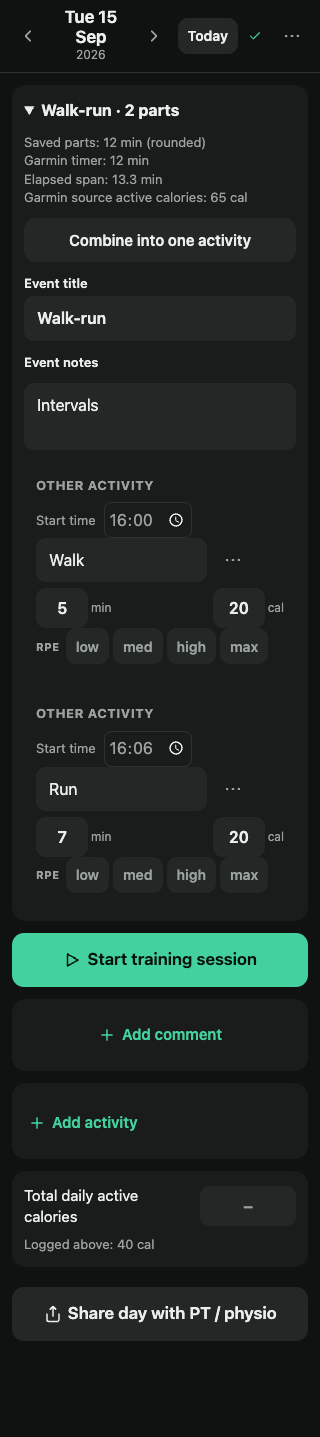 Tue 15
Sep
2026
Today
Walk-run · 2 parts
Saved parts: 12 min (rounded)
Garmin timer: 12 min
Elapsed span: 13.3 min
Garmin source active calories: 65 cal
Combine into one activity
Event title
Walk-run
Event notes
Intervals
OTHER ACTIVITY
Start time 16:00
Walk
5 min 20 cal
RPE low med high max
OTHER ACTIVITY
Start time 16:06
Run
7 min 20 cal
RPE low med high max
Start training session
+ Add comment
+ Add activity
Total daily active
calories
–
Logged above: 40 cal
Share day with PT / physio